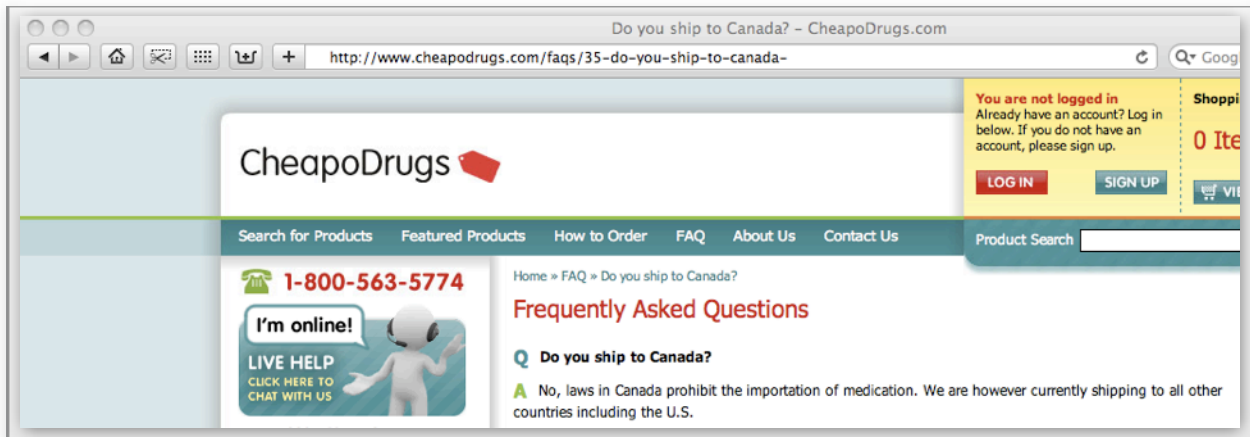 Do you ship to Canada? – CheapoDrugs.com
http://www.cheapodrugs.com/faqs/35-do-you-ship-to-canada-
You are not logged in
Already have an account? Log in
below. If you do not have an
account, please sign up.
LOG IN
SIGN UP
0
CheapoDrugs
Search for Products
Featured Products
How to Order
FAQ
About Us
Contact Us
Product Search
1-800-563-5774
I'm online!
LIVE HELP
CLICK HERE TO
CHAT WITH US
Home » FAQ » Do you ship to Canada?
Frequently Asked Questions
Q Do you ship to Canada?
A No, laws in Canada prohibit the importation of medication. We are however currently shipping to all other
countries including the U.S.